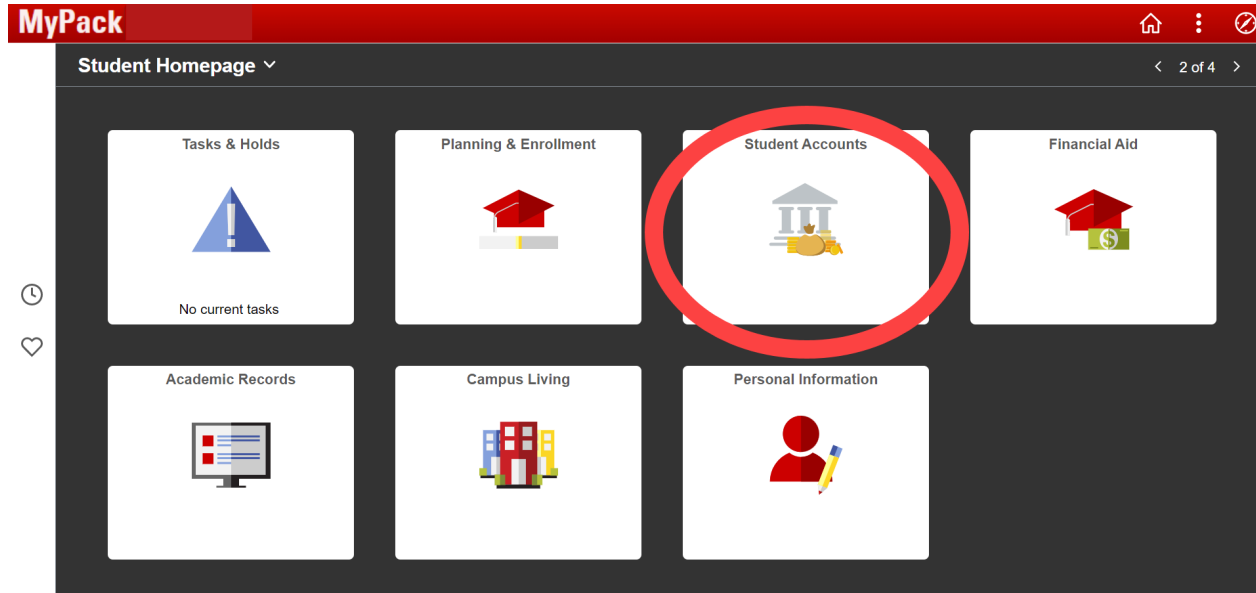 MyPack
Student Homepage
2 of 4
Tasks & Holds
Planning & Enrollment
Student Accounts
Financial Aid
No current tasks
Academic Records
Campus Living
Personal Information